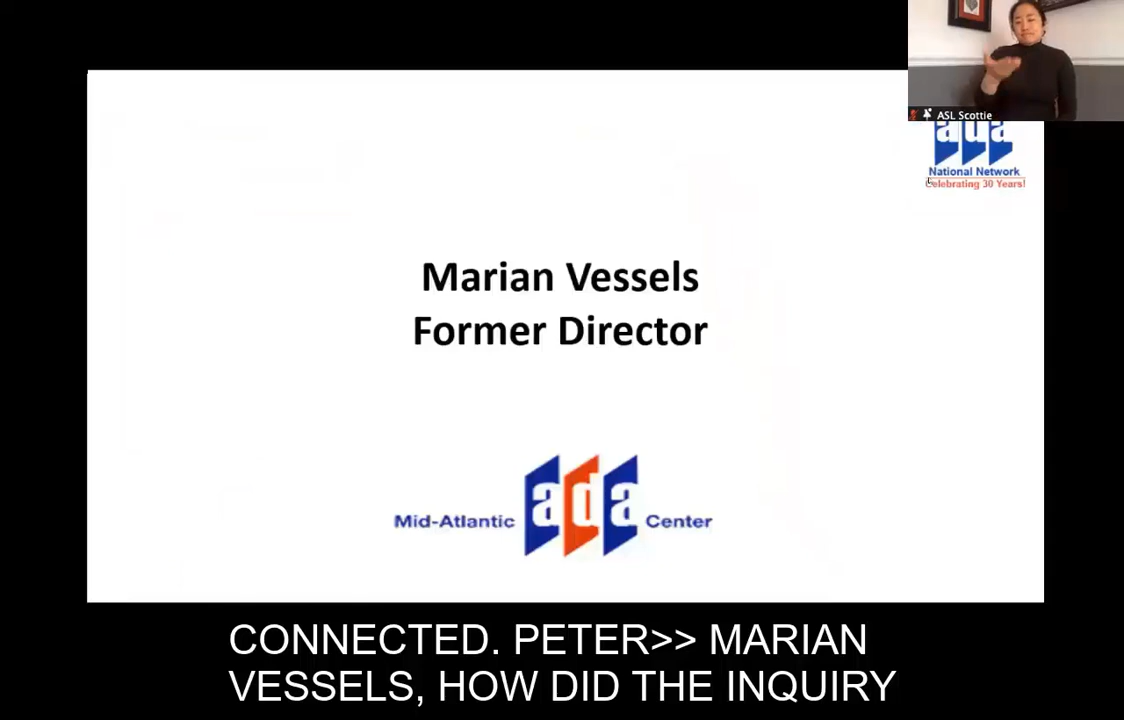 ASL Scottie
ada
National Network
Celebrating 30 Years!
Marian Vessels
Former Director
Mid-Atlantic ada Center
CONNECTED. PETER>> MARIAN
VESSELS, HOW DID THE INQUIRY